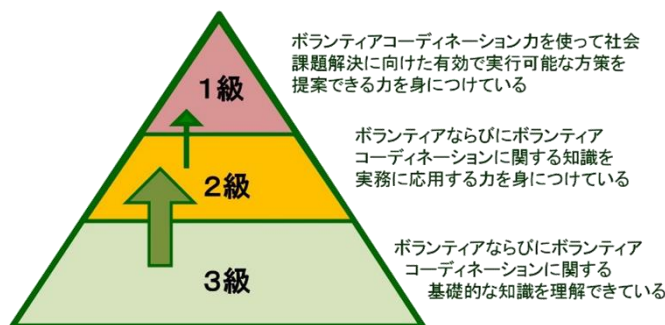 1級
ボランティアコーディネーション力を使って社会
課題解決に向けた有効で実行可能な方策を
提案できる力を身につけている
2級
ボランティアならびにボランティア
コーディネーションに関する知識を
実務に応用する力を身につけている
3級
ボランティアならびにボランティア
コーディネーションに関する
基礎的な知識を理解できている